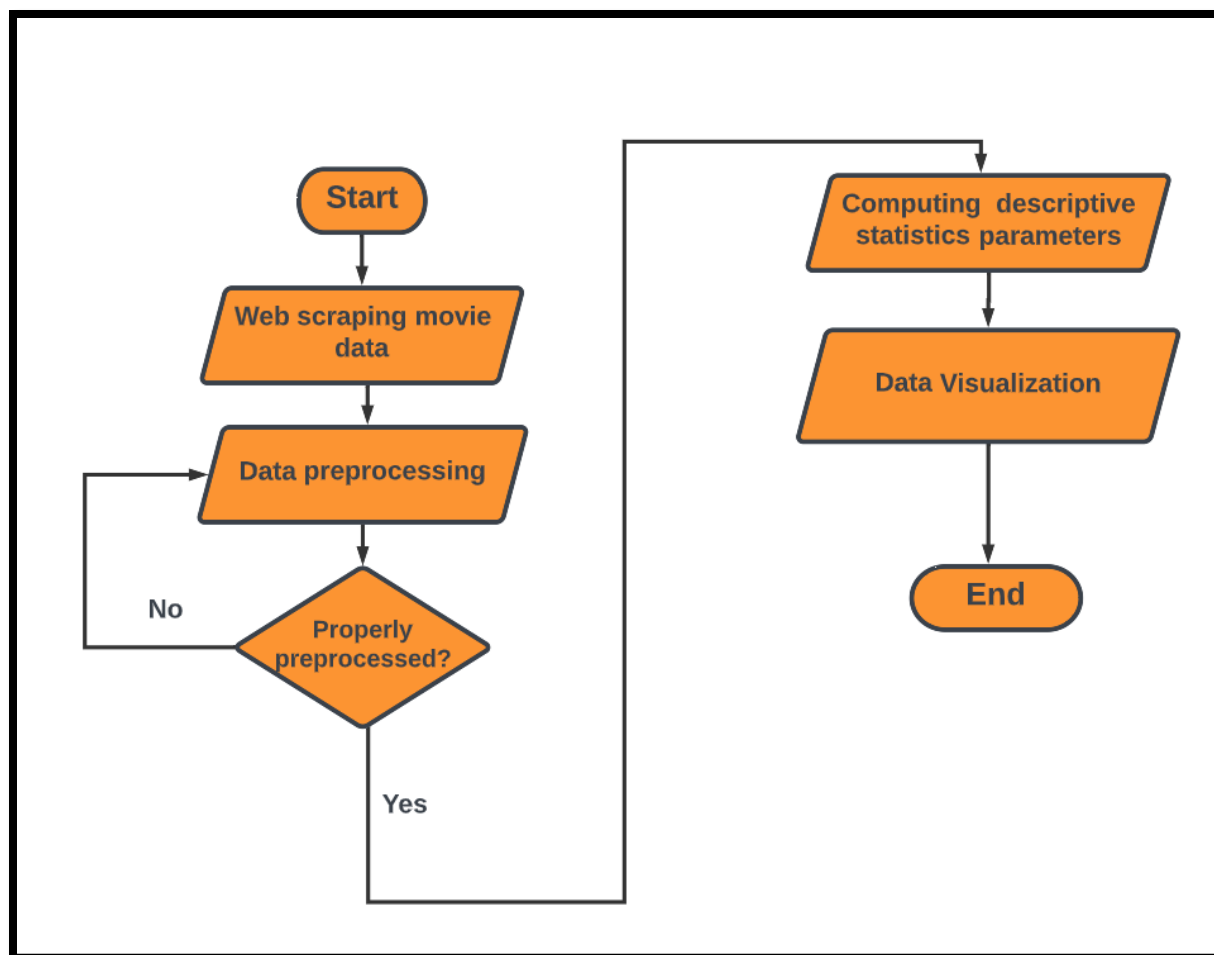 Start
Web scraping movie
data
Data preprocessing
No
Properly
preprocessed?
Yes
Computing descriptive
statistics parameters
Data Visualization
End